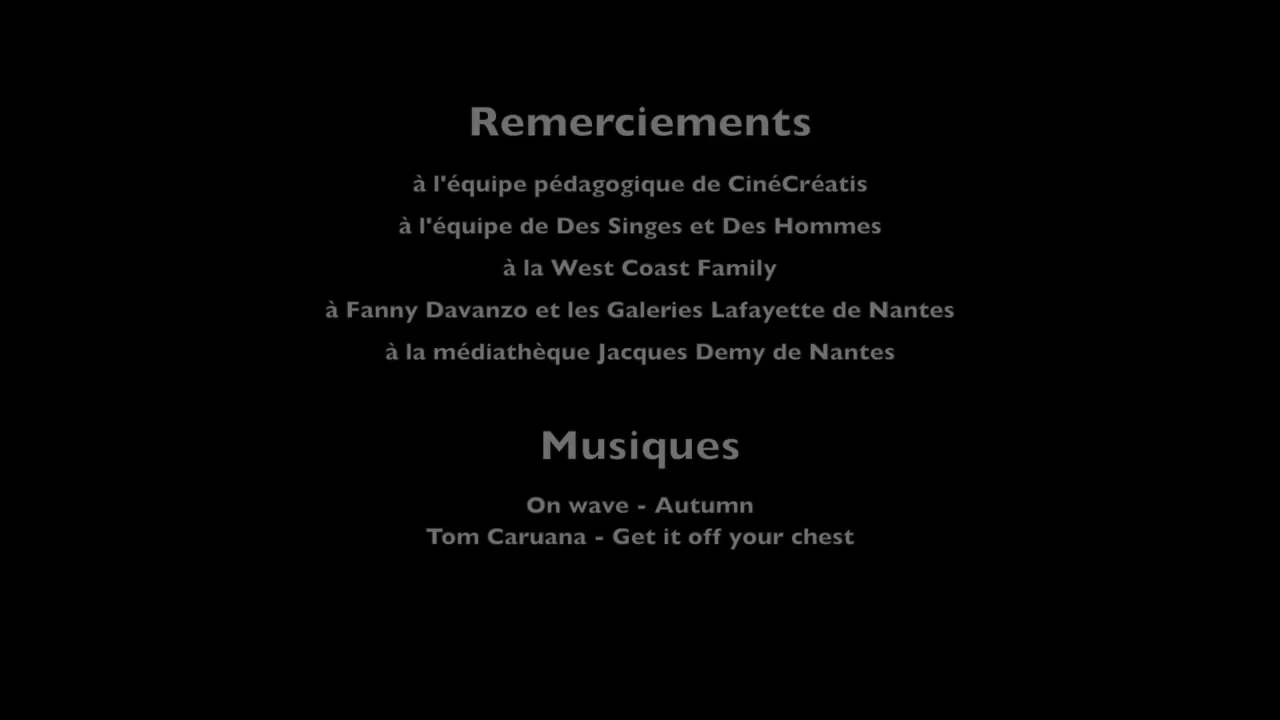 Remerciements
à l'équipe pédagogique de CinéCréatis
à l'équipe de Des Singes et Des Hommes
à la West Coast Family
à Fanny Davanzo et les Galeries Lafayette de Nantes
à la médiathèque Jacques Demy de Nantes
Musiques
On wave - Autumn
Tom Caruana - Get it off your chest